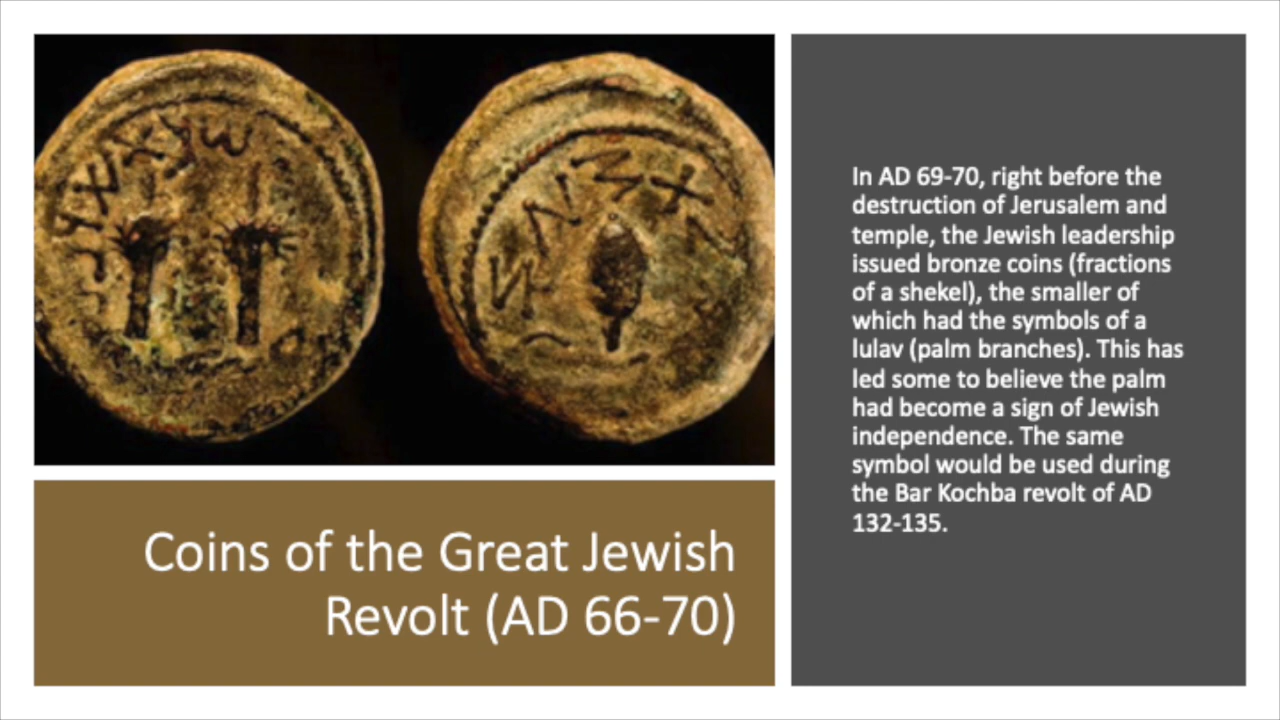 Coins of the Great Jewish
Revolt (AD 66-70)
In AD 69-70, right before the
destruction of Jerusalem and
temple, the Jewish leadership
issued bronze coins (fractions
of a shekel), the smaller of
which had the symbols of a
lulav (palm branches). This has
led some to believe the palm
had become a sign of Jewish
independence. The same
symbol would be used during
the Bar Kochba revolt of AD
132-135.